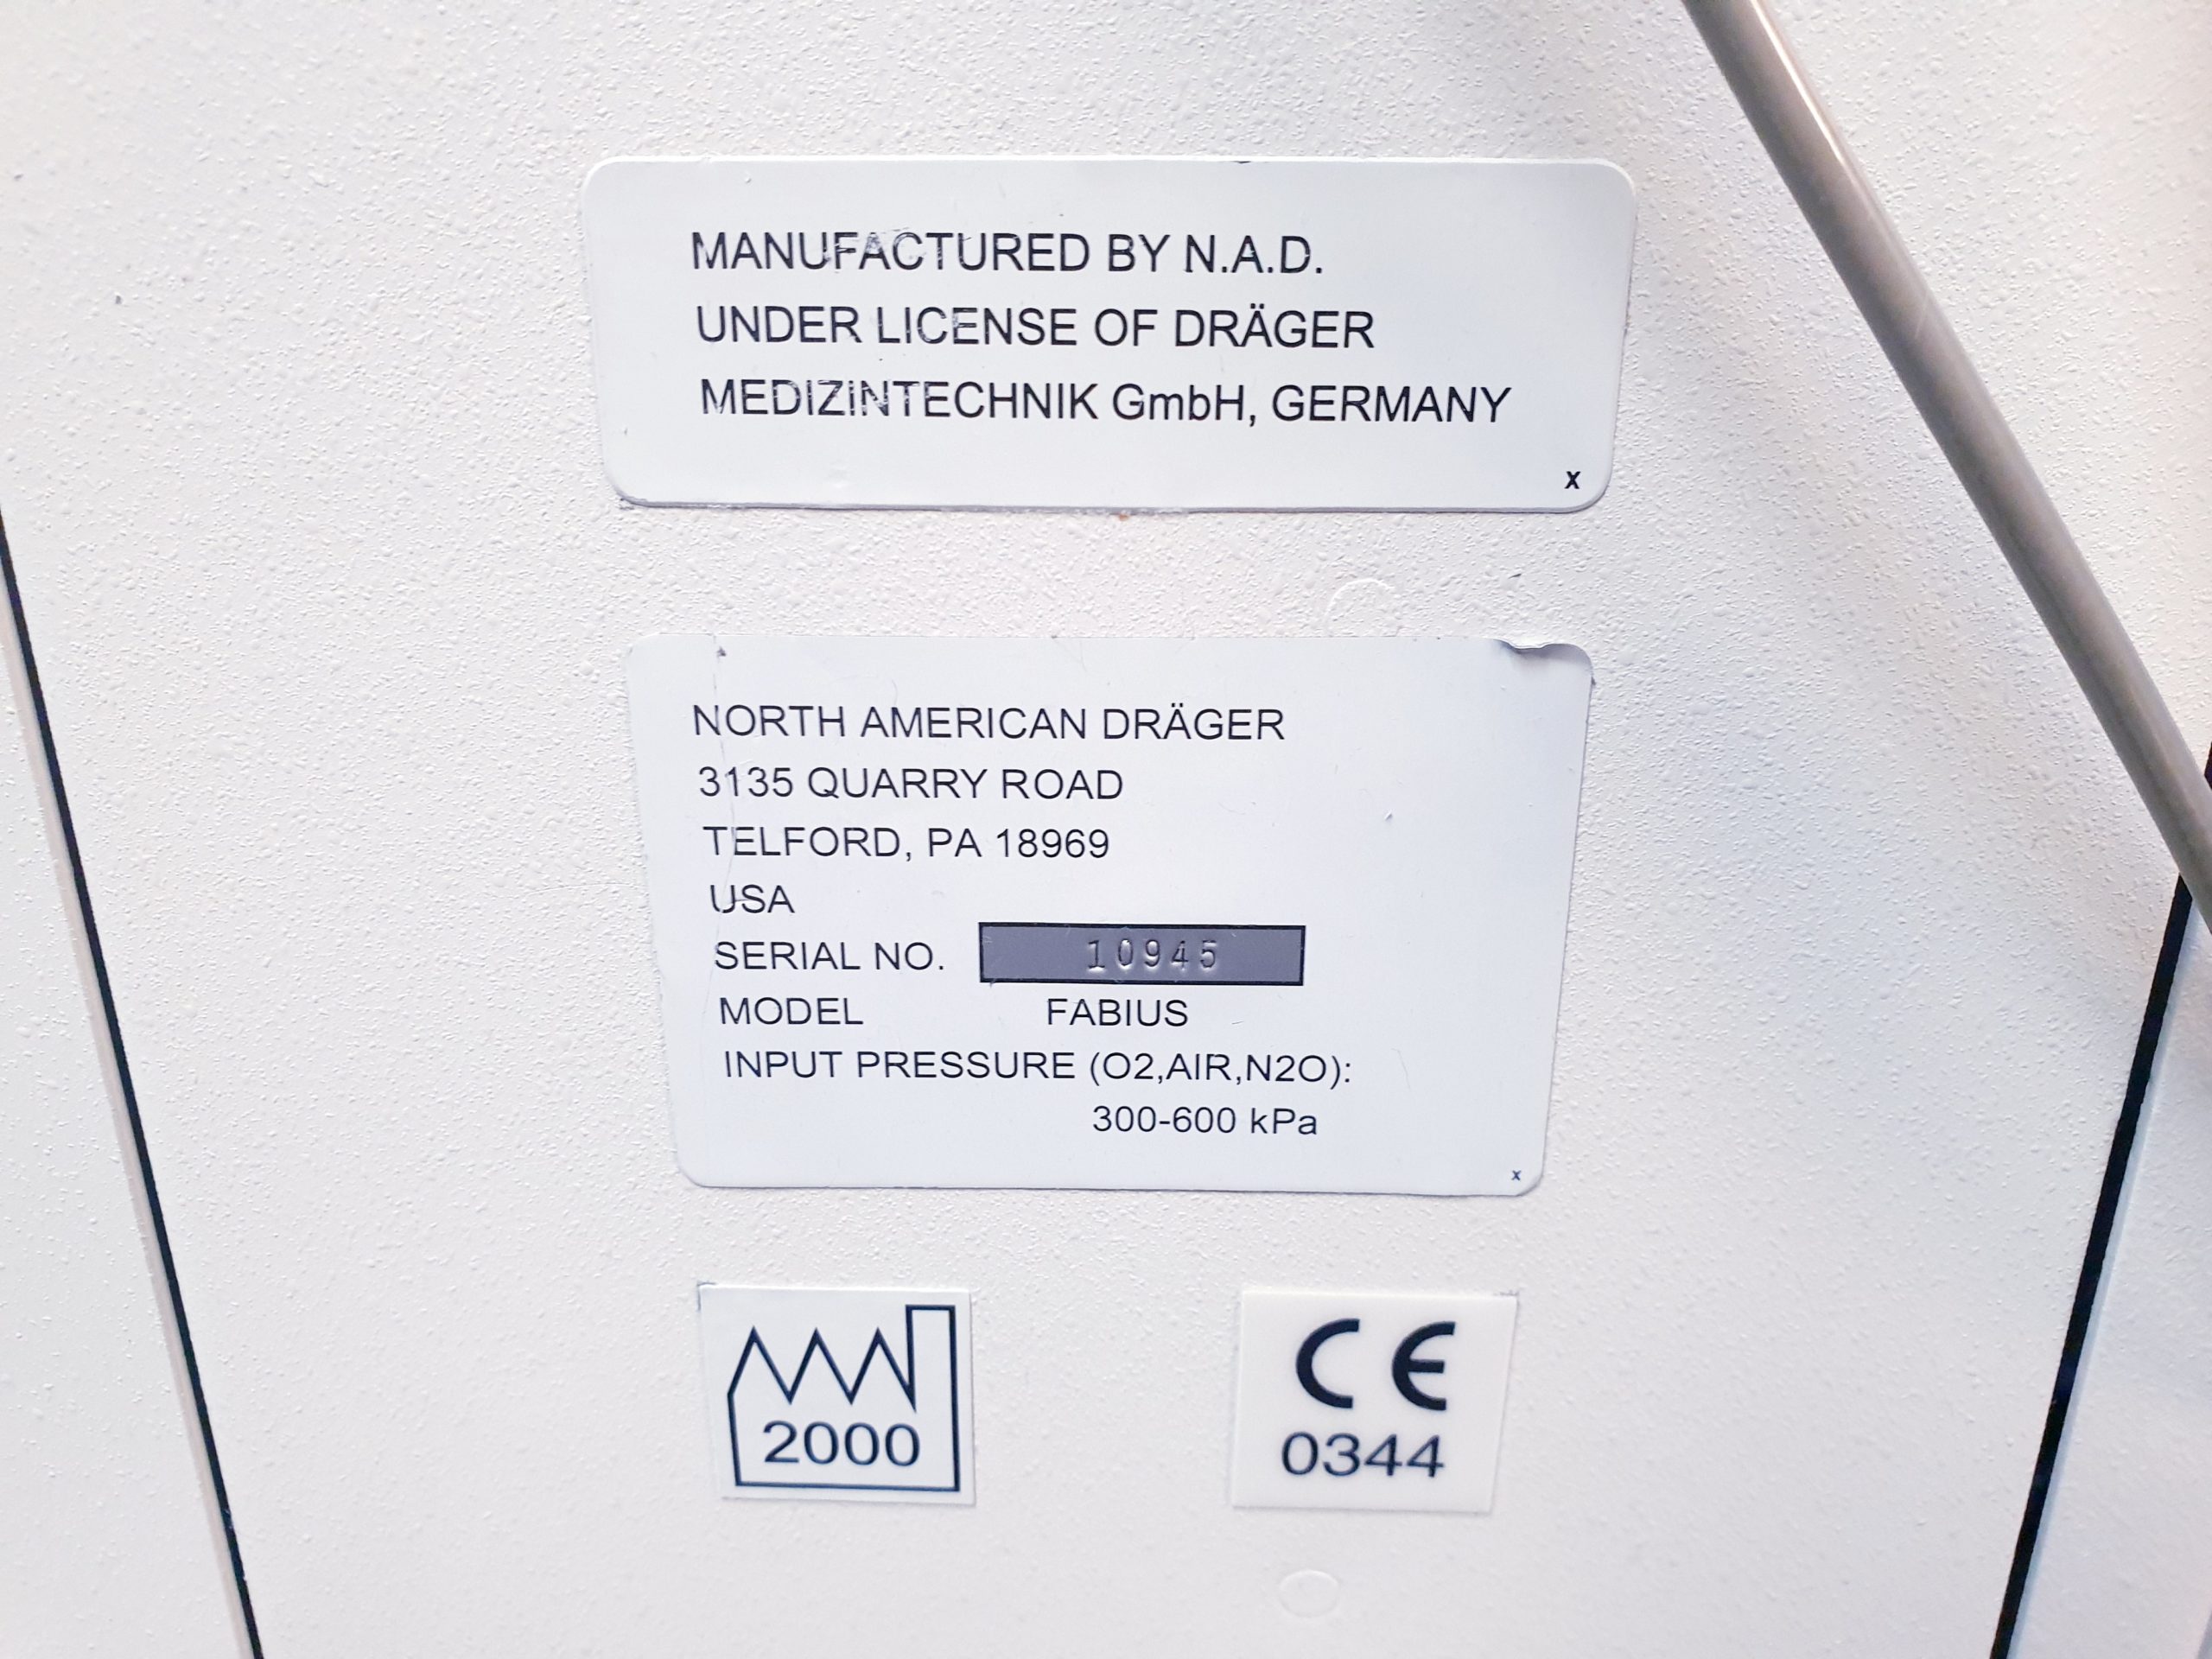 MANUFACTURED BY N.A.D.
UNDER LICENSE OF DRÄGER
MEDIZINTECHNIK GmbH, GERMANY
x
NORTH AMERICAN DRÄGER
3135 QUARRY ROAD
TELFORD, PA 18969
USA
SERIAL NO. 10945
MODEL FABIUS
INPUT PRESSURE (O2,AIR,N2O):
300-600 kPa
x
2000
CE
0344